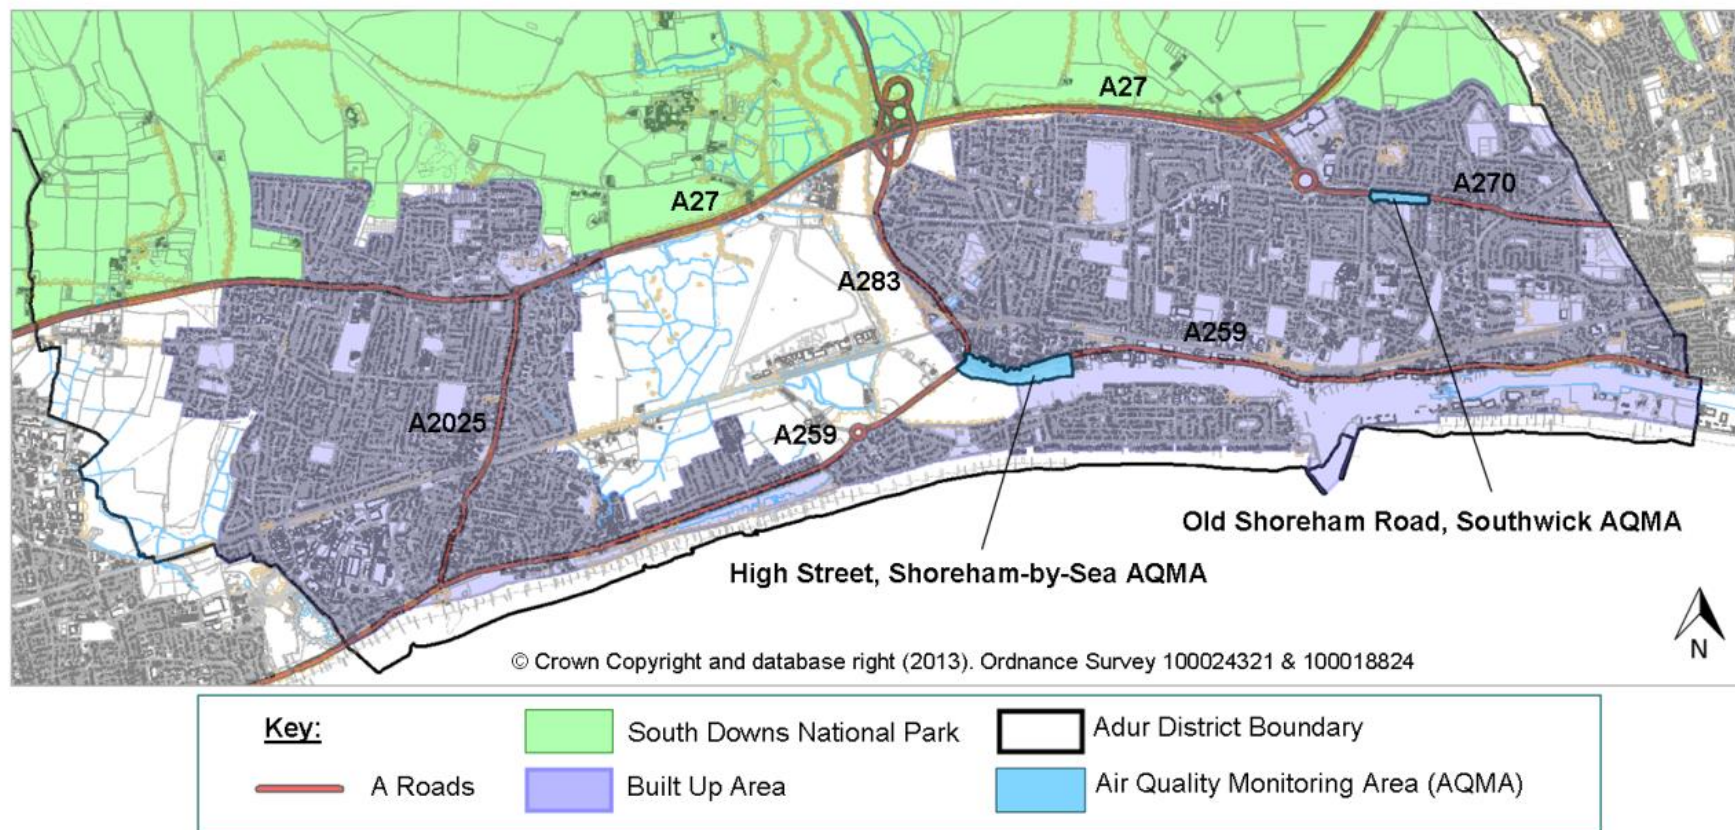 A27
A27
A270
A283
A259
A2025
A259
Old Shoreham Road, Southwick AQMA
High Street, Shoreham-by-Sea AQMA
N
© Crown Copyright and database right (2013). Ordnance Survey 100024321 & 100018824
Key:
South Downs National Park
Adur District Boundary
A Roads
Built Up Area
Air Quality Monitoring Area (AQMA)